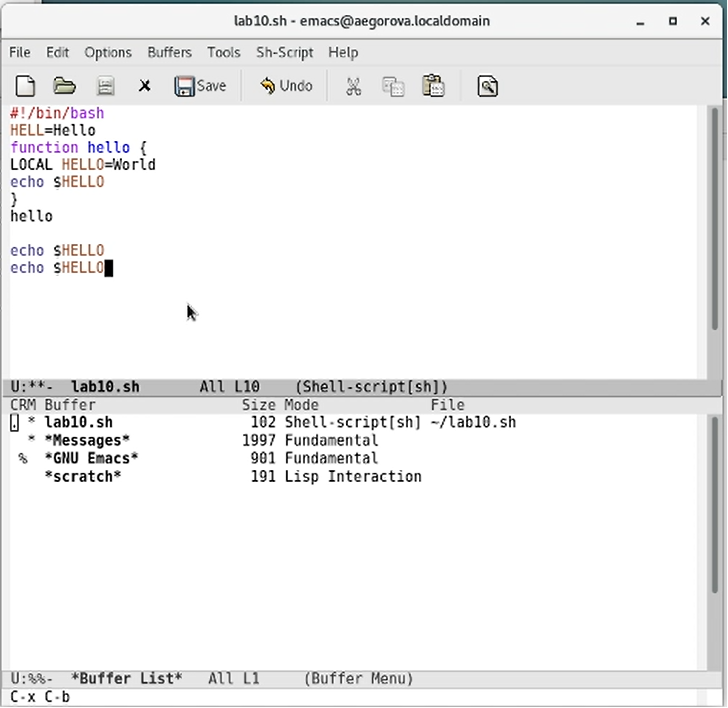 lab10.sh - emacs@aegorova.localdomain
File Edit Options Buffers Tools Sh-Script Help
Save Undo
#!/bin/bash
HELL=Hello
function hello {
LOCAL HELLO=World
echo $HELLO
}
hello
echo $HELLO
echo $HELLO
U:**- lab10.sh All L10 (Shell-script[sh])
CRM Buffer Size Mode File
. * lab10.sh 102 Shell-script[sh] ~/lab10.sh
* *Messages* 1997 Fundamental
% *GNU Emacs* 901 Fundamental
*scratch* 191 Lisp Interaction
U:%%- *Buffer List* All L1 (Buffer Menu)
C-x C-b